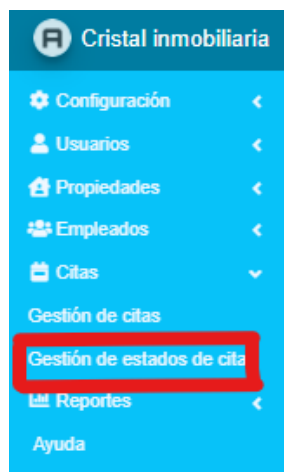 Cristal inmobiliaria
Configuración
Usuarios
Propiedades
Empleados
Citas
Gestión de citas
Gestión de estados de cita
Reportes
Ayuda